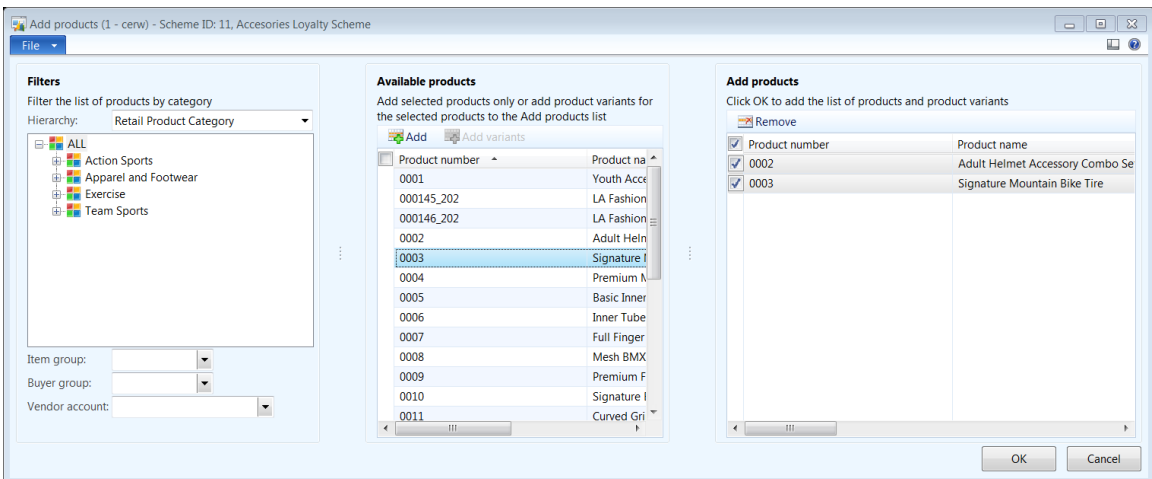 Add products (1 - cerw) - Scheme ID: 11, Accesories Loyalty Scheme
File
Filters
Filter the list of products by category
Hierarchy: Retail Product Category
ALL
Action Sports
Apparel and Footwear
Exercise
Team Sports
Item group:
Buyer group:
Vendor account:
Available products
Add selected products only or add product variants for
the selected products to the Add products list
Add Add variants
Product number Product na
0001 Youth Acce
000145_202 LA Fashion
000146_202 LA Fashion
0002 Adult Heln
0003 Signature
0004 Premium
0005 Basic Inner
0006 Inner Tube
0007 Full Finger
0008 Mesh BMX
0009 Premium F
0010 Signature
0011 Curved Gri
Add products
Click OK to add the list of products and product variants
Remove
Product number Product name
0002 Adult Helmet Accessory Combo Se
0003 Signature Mountain Bike Tire
OK Cancel